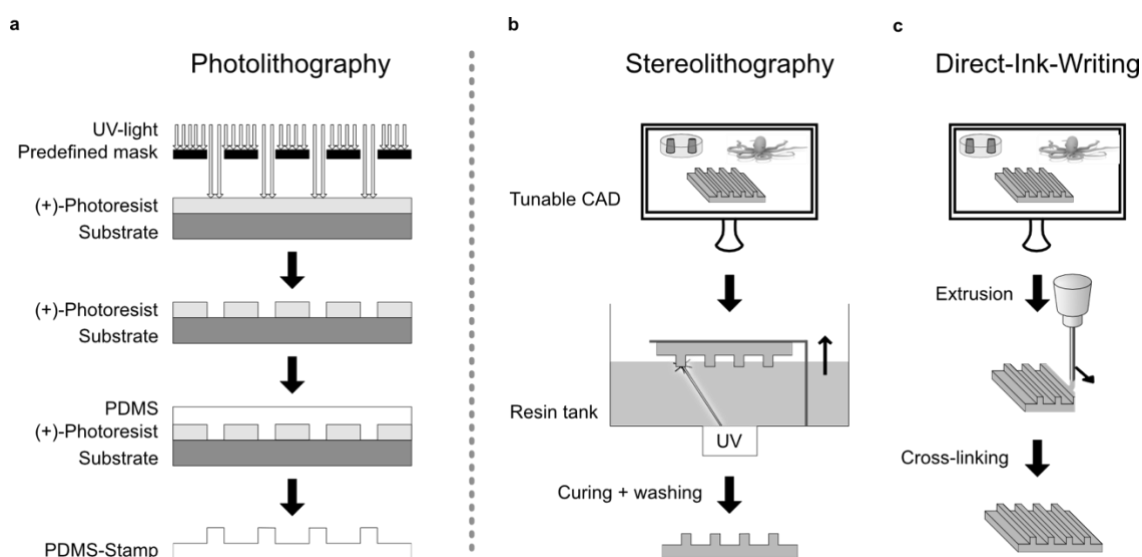 a
Photolithography
UV-light
Predefined mask
(+)-Photoresist
Substrate
(+)-Photoresist
Substrate
PDMS
(+)-Photoresist
Substrate
PDMS-Stamp
b
Stereolithography
Tunable CAD
Resin tank
UV
Curing + washing
c
Direct-Ink-Writing
Extrusion
Cross-linking